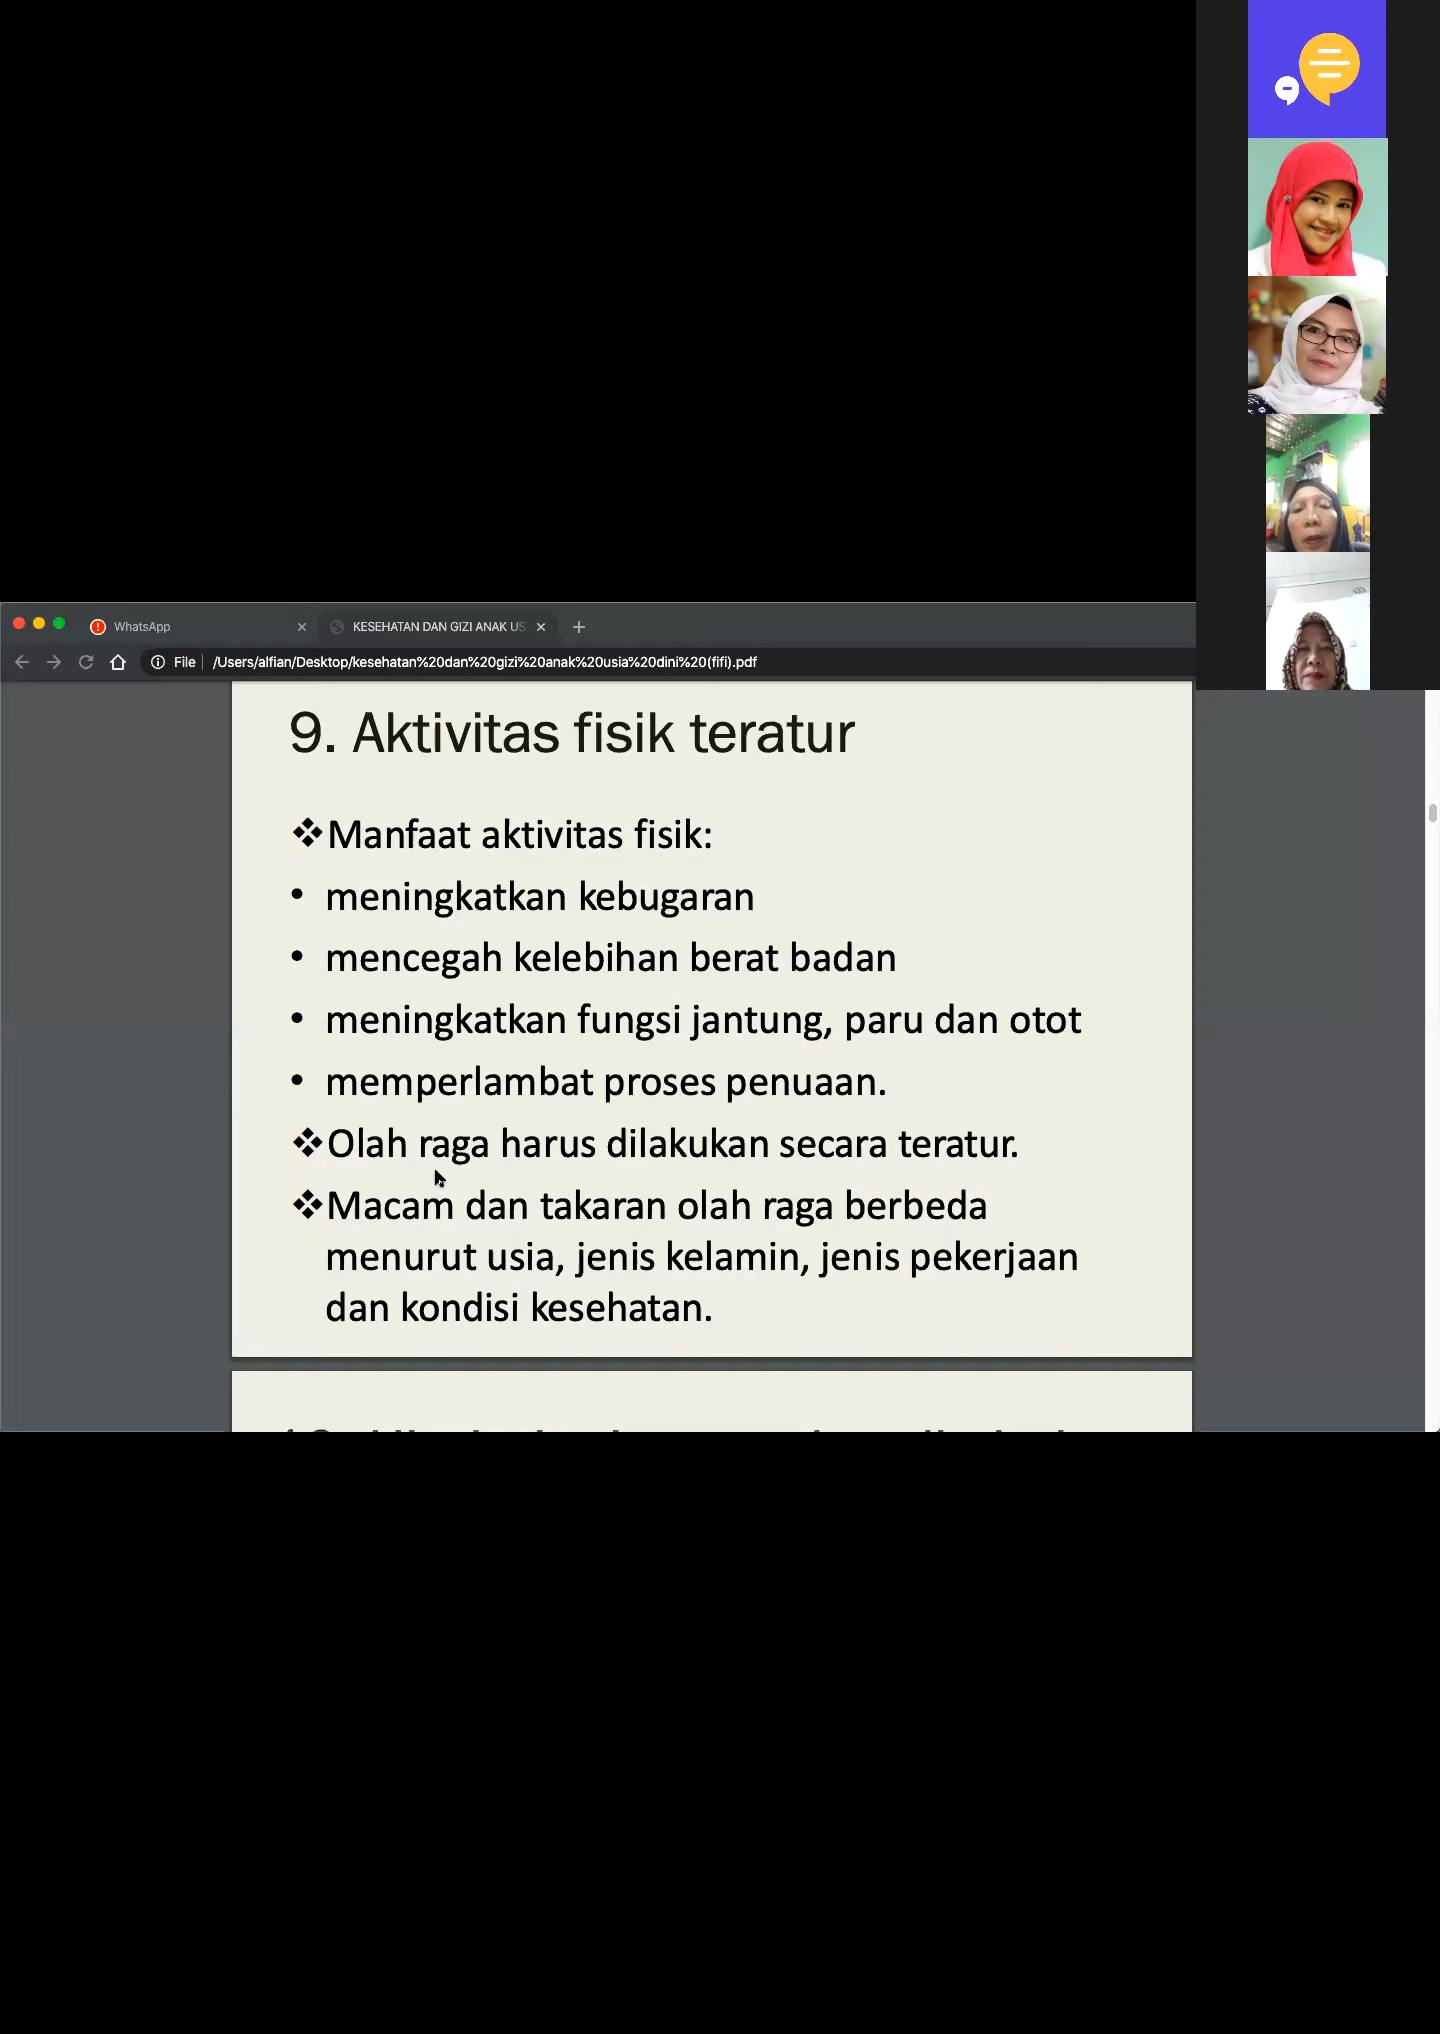 WhatsApp
KESEHATAN DAN GIZI ANAK US
File /Users/alfian/Desktop/kesehatan%20dan%20gizi%20anak%20usia%20dini%20(fifi).pdf
9. Aktivitas fisik teratur
❖Manfaat aktivitas fisik:
• meningkatkan kebugaran
• mencegah kelebihan berat badan
• meningkatkan fungsi jantung, paru dan otot
• memperlambat proses penuaan.
❖Olah raga harus dilakukan secara teratur.
❖Macam dan takaran olah raga berbeda
menurut usia, jenis kelamin, jenis pekerjaan
dan kondisi kesehatan.